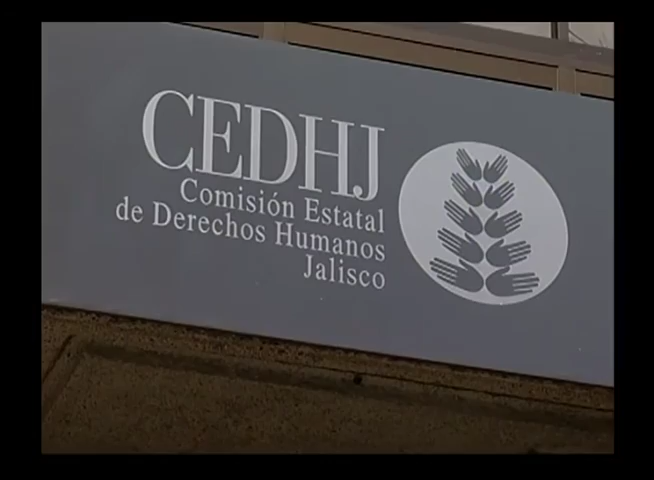 CEDHJ
Comisión Estatal
de Derechos Humanos
Jalisco